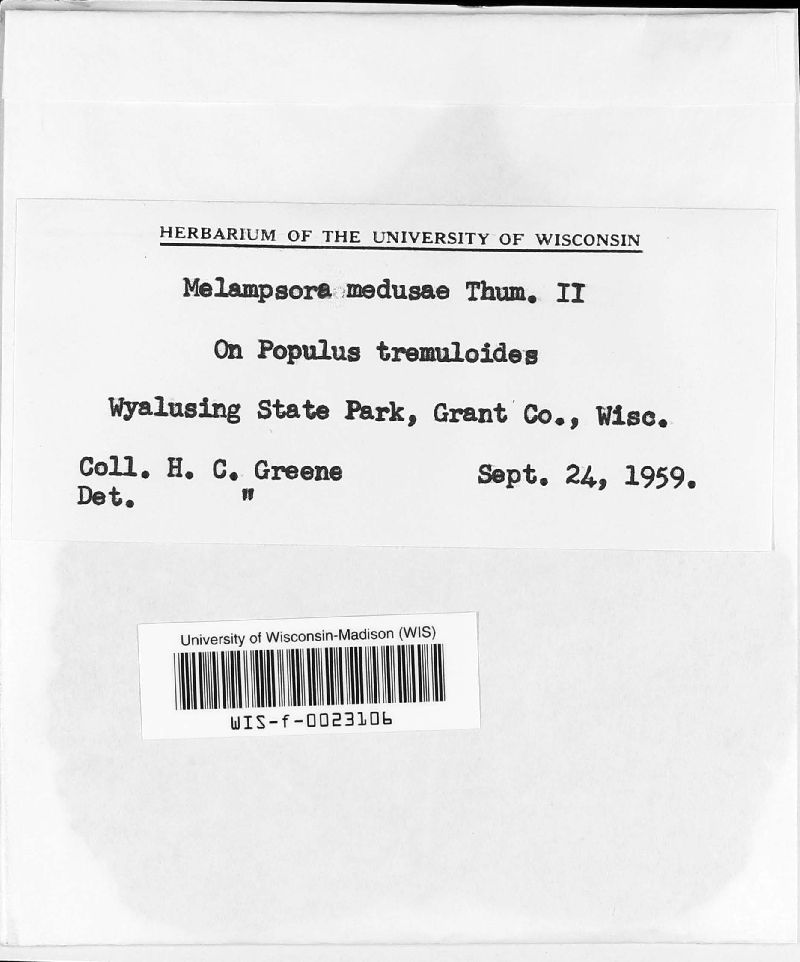 HERBARIUM OF THE UNIVERSITY OF WISCONSIN
Melampsora medusae Thum. II
On Populus tremuloides
Wyalusing State Park, Grant Co., Wisc.
Coll. H. C. Greene Sept. 24, 1959.
Det. "
University of Wisconsin-Madison (WIS)
WIS-f-0023106